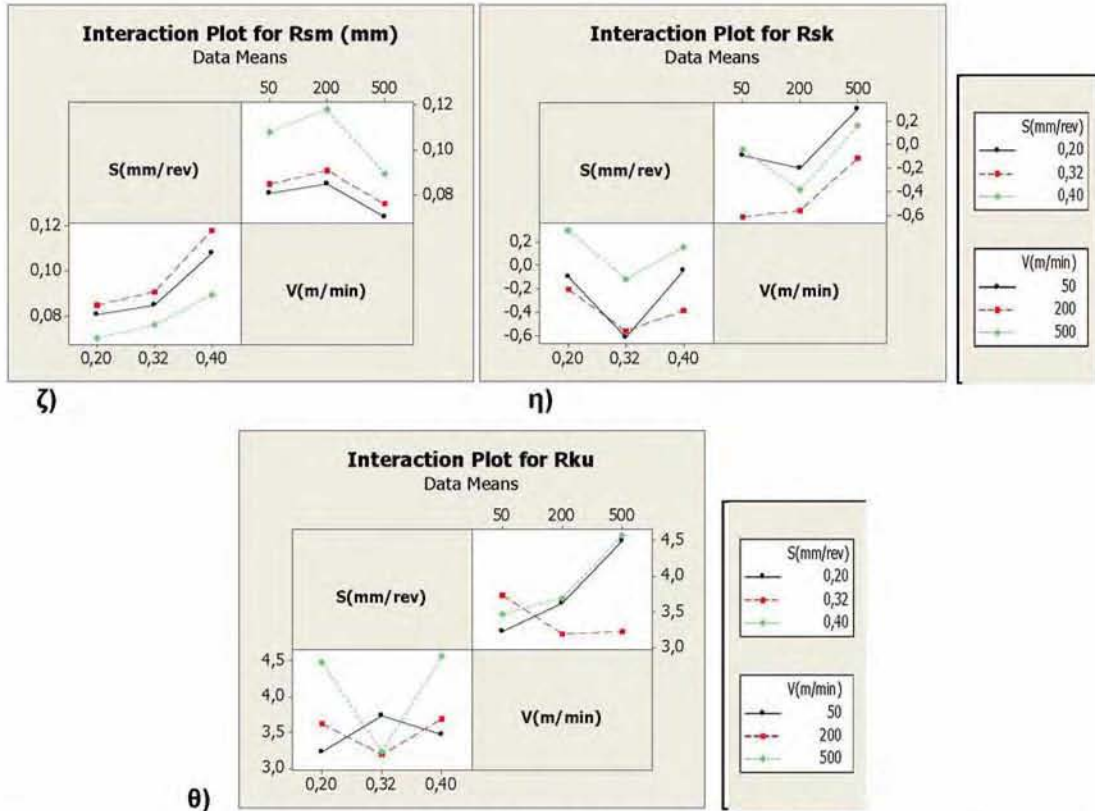 Interaction Plot for Rsm (mm)
Data Means
50 200 500
0,12
0,10
0,08
S(mm/rev)
0,12
0,10
0,08
V(m/min)
0,20 0,32 0,40
ζ)
Interaction Plot for Rsk
Data Means
50 200 500
0,2
0,0
-0,2
-0,4
-0,6
S(mm/rev)
0,2
0,0
-0,2
-0,4
-0,6
V(m/min)
0,20 0,32 0,40
η)
S(mm/rev)
0,20
0,32
0,40
V(m/min)
50
200
500
Interaction Plot for Rku
Data Means
50 200 500
4,5
4,0
3,5
3,0
S(mm/rev)
4,5
4,0
3,5
3,0
V(m/min)
0,20 0,32 0,40
θ)
S(mm/rev)
0,20
0,32
0,40
V(m/min)
50
200
500